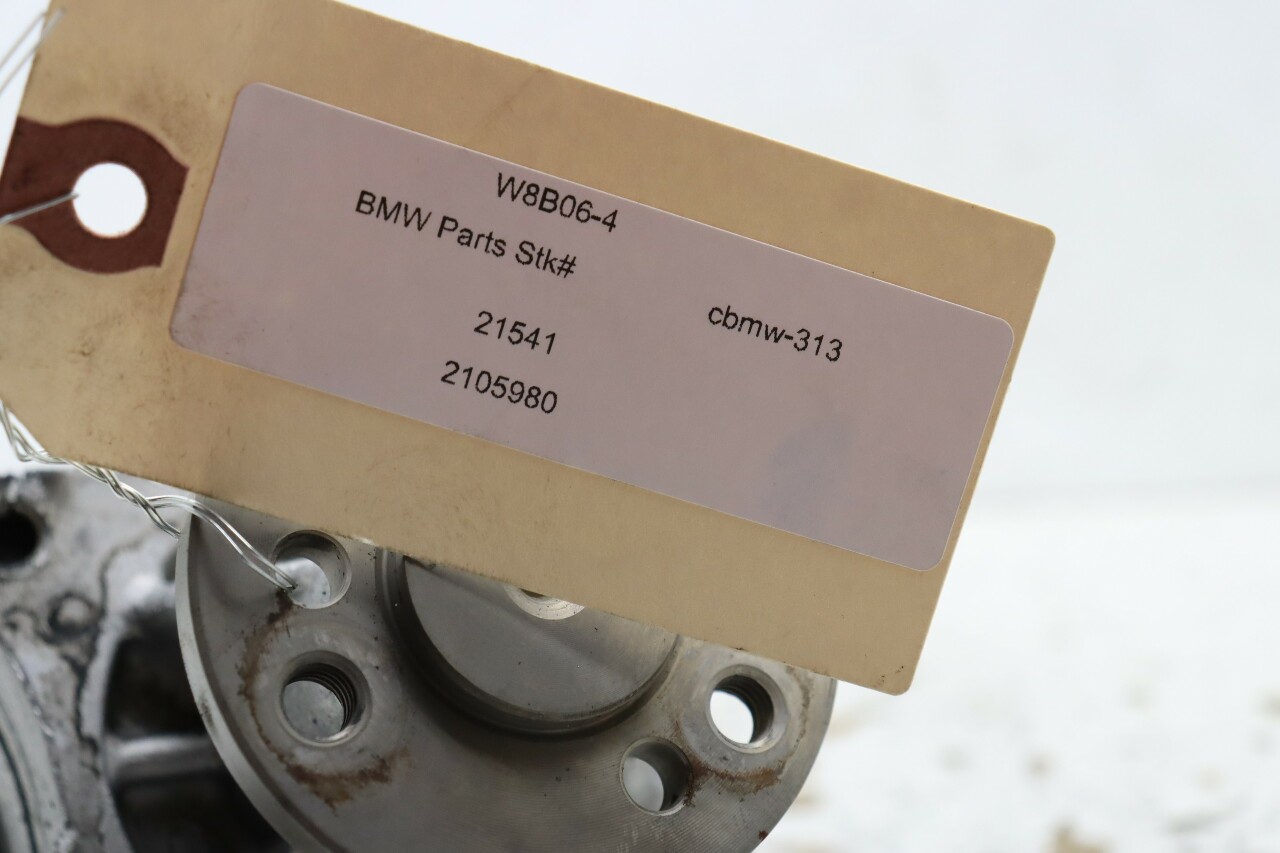 W8B06-4
BMW Parts Stk#
21541
cbmw-313
2105980